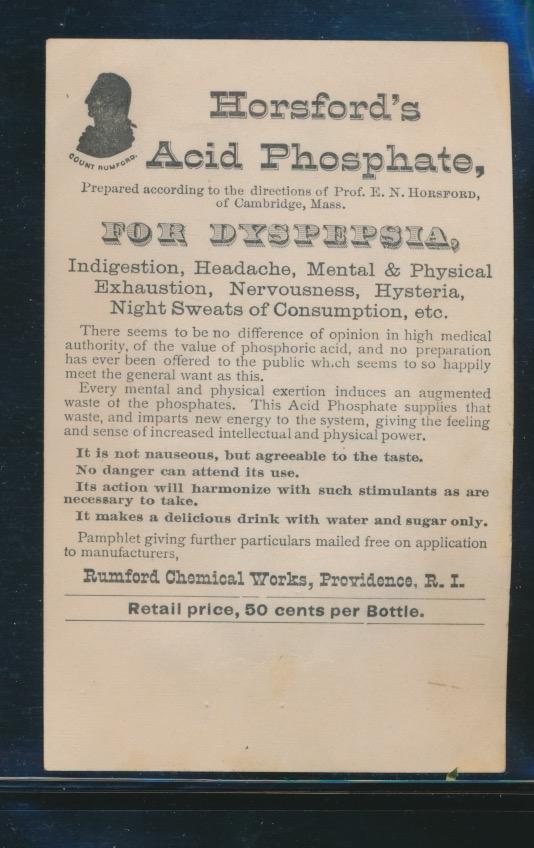 Horsford's
Acid Phosphate,
COUNT RUMFORD.
Prepared according to the directions of Prof. E. N. HORSFORD,
of Cambridge, Mass.
FOR DYSPEPSIA,
Indigestion, Headache, Mental & Physical
Exhaustion, Nervousness, Hysteria,
Night Sweats of Consumption, etc.
There seems to be no difference of opinion in high medical
authority, of the value of phosphoric acid, and no preparation
has ever been offered to the public wh.ch seems to so happily
meet the general want as this.
Every mental and physical exertion induces an augmented
waste of the phosphates. This Acid Phosphate supplies that
waste, and imparts new energy to the system, giving the feeling
and sense of increased intellectual and physical power.
It is not nauseous, but agreeable to the taste.
No danger can attend its use.
Its action will harmonize with such stimulants as are
necessary to take.
It makes a delicious drink with water and sugar only.
Pamphlet giving further particulars mailed free on application
to manufacturers,
Rumford Chemical Works, Providence, R. I.
Retail price, 50 cents per Bottle.